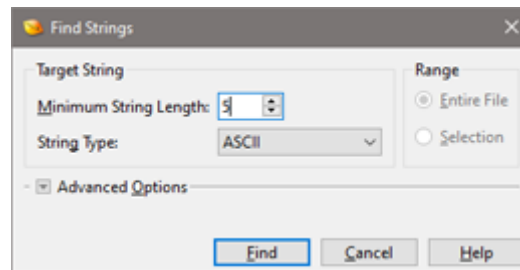 Find Strings
Target String
Range
Minimum String Length: 5
Entire File
String Type: ASCII
Selection
Advanced Options
Find Cancel Help